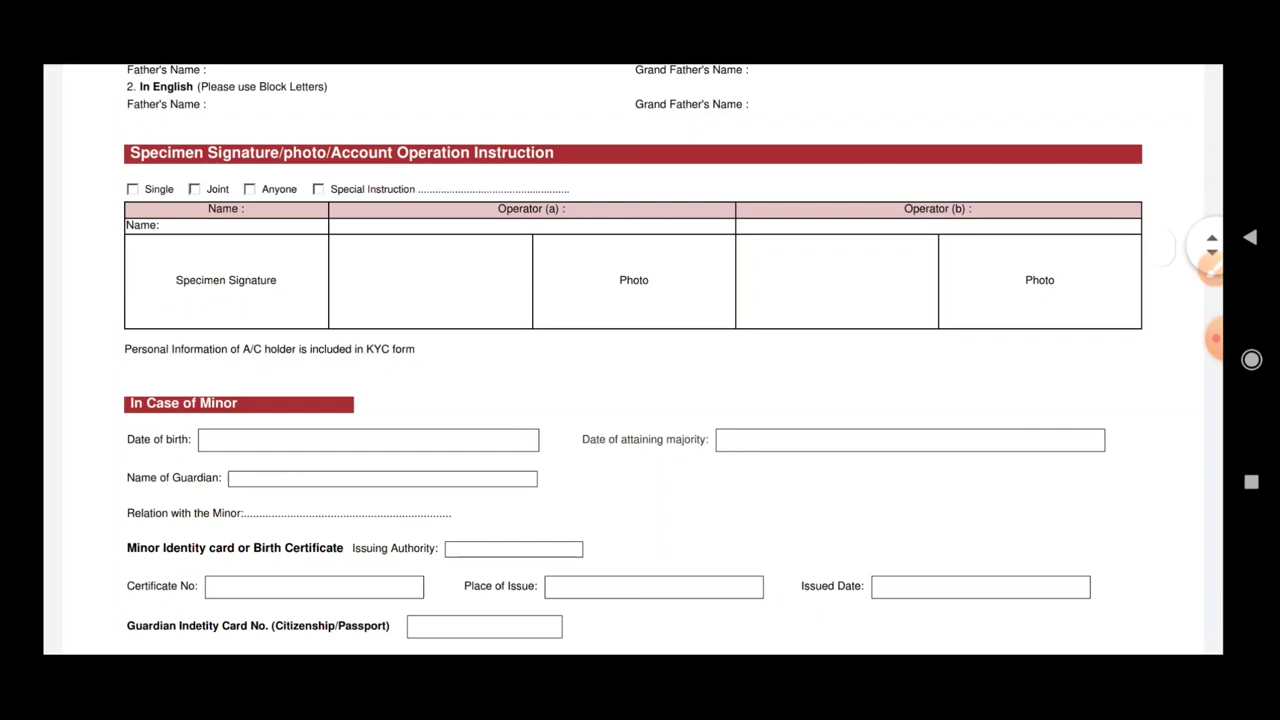 Father's Name : Grand Father's Name :
2. In English (Please use Block Letters)
Father's Name : Grand Father's Name :
Specimen Signature/photo/Account Operation Instruction
Single Joint Anyone Special Instruction ......................................................
Name : Operator (a) : Operator (b) :
Name:
Specimen Signature Photo Photo
Personal Information of A/C holder is included in KYC form
In Case of Minor
Date of birth: Date of attaining majority:
Name of Guardian:
Relation with the Minor:..............................................................
Minor Identity card or Birth Certificate Issuing Authority:
Certificate No: Place of Issue: Issued Date:
Guardian Indetity Card No. (Citizenship/Passport)